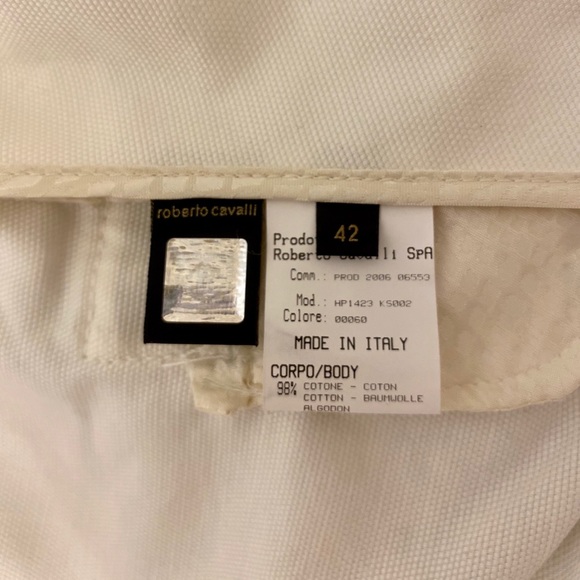 roberto cavalli
42
Prodo
Roberto Cavalli SpA
Comm.: PROD 2006 06553
Mod.: HP1423 KS002
Colore: 00060
MADE IN ITALY
CORPO/BODY
98% COTONE - COTON
COTTON - BAUMWOLLE
ALGODON